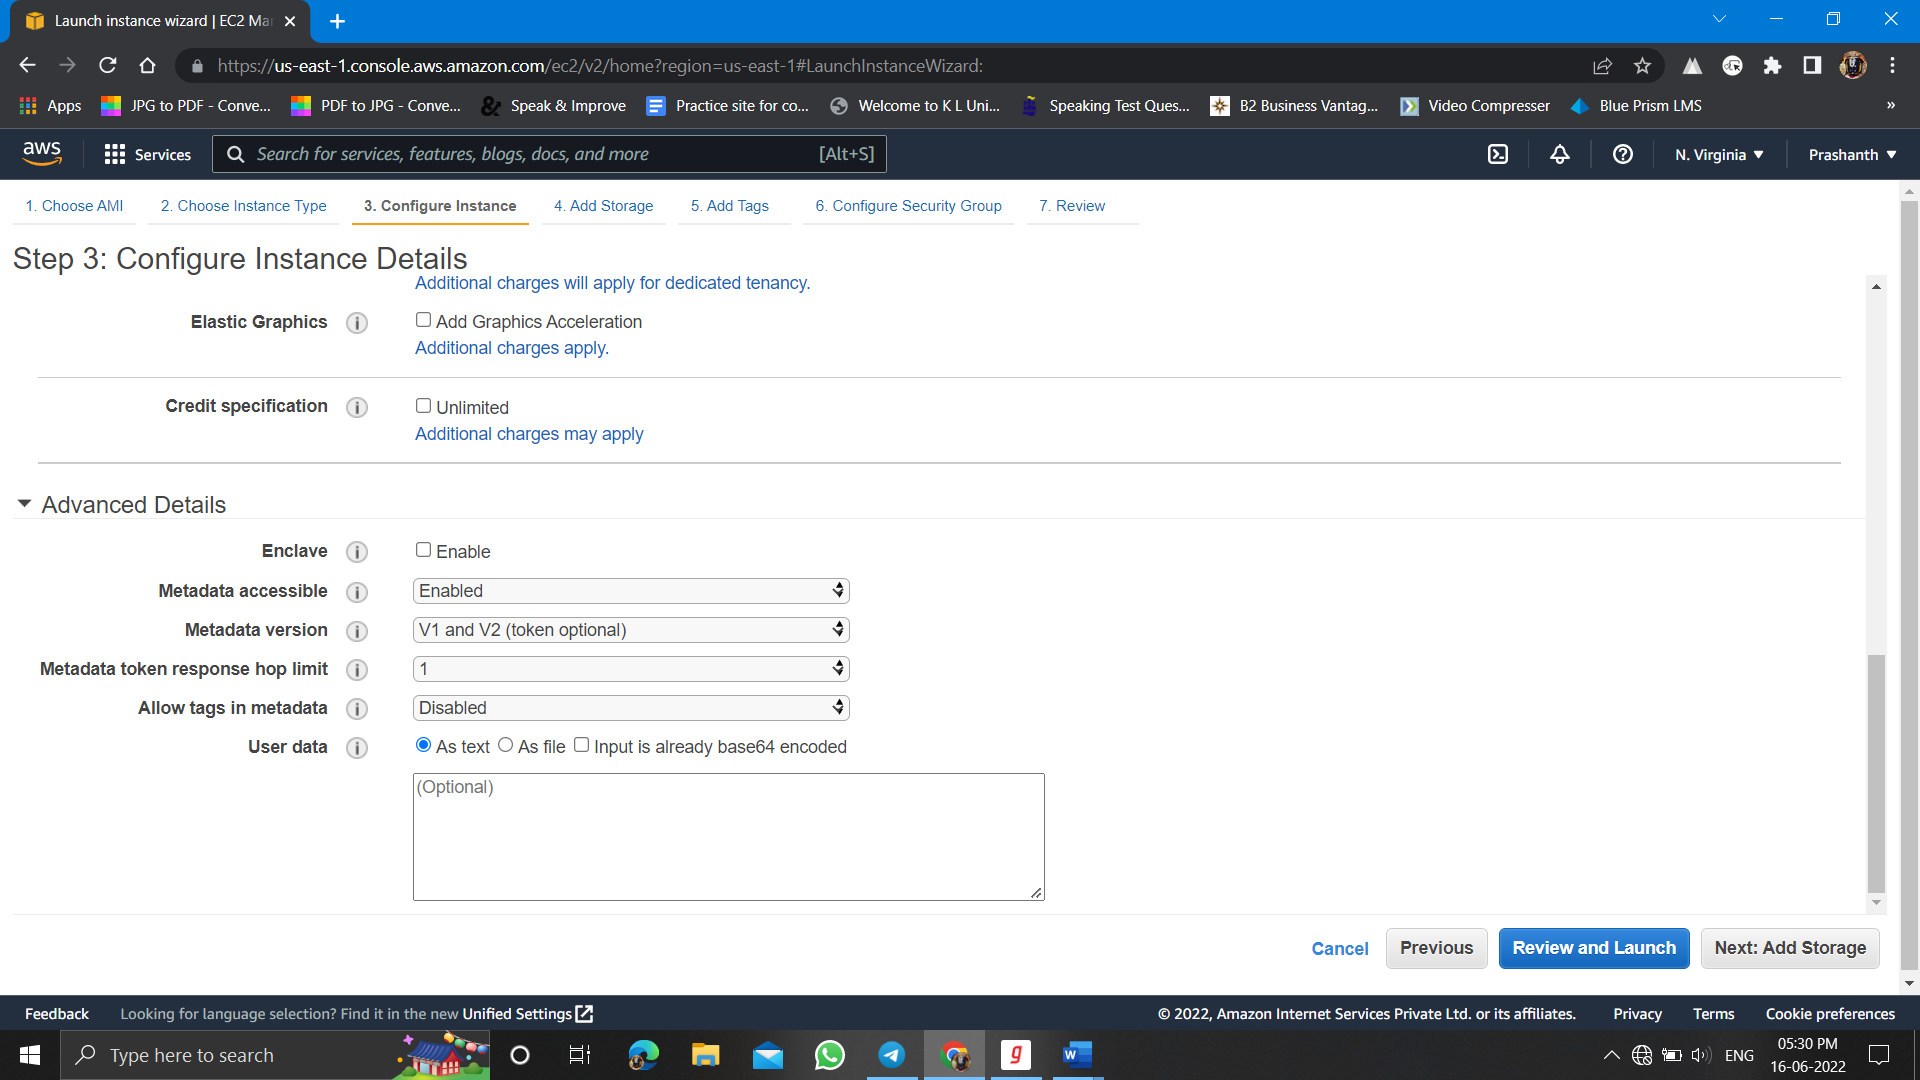 Launch instance wizard | EC2 Ma
https://us-east-1.console.aws.amazon.com/ec2/v2/home?region=us-east-1#LaunchInstanceWizard:
Apps JPG to PDF - Conve... PDF to JPG - Conve... Speak & Improve Practice site for co... Welcome to K L Uni... Speaking Test Ques... B2 Business Vantag... Video Compresser Blue Prism LMS »
aws Services Search for services, features, blogs, docs, and more [Alt+S] N. Virginia Prashanth
1. Choose AMI 2. Choose Instance Type 3. Configure Instance 4. Add Storage 5. Add Tags 6. Configure Security Group 7. Review
Step 3: Configure Instance Details
Additional charges will apply for dedicated tenancy.
Elastic Graphics Add Graphics Acceleration
Additional charges apply.
Credit specification Unlimited
Additional charges may apply
Advanced Details
Enclave Enable
Metadata accessible Enabled
Metadata version V1 and V2 (token optional)
Metadata token response hop limit 1
Allow tags in metadata Disabled
User data As text As file Input is already base64 encoded
(Optional)
Cancel Previous Review and Launch Next: Add Storage
Feedback Looking for language selection? Find it in the new Unified Settings © 2022, Amazon Internet Services Private Ltd. or its affiliates. Privacy Terms Cookie preferences
Type here to search ENG 05:30 PM
16-06-2022